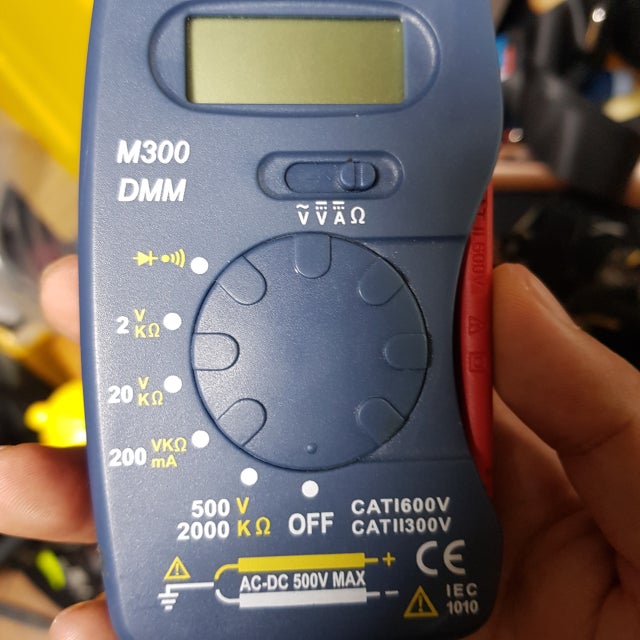 M300
DMM
V V A Ω
2 V
KΩ
20 V
KΩ
200 VKΩ
mA
500 V
2000 KΩ
OFF
CATI600V
CATII300V
AC-DC 500V MAX
+
−
CE
IEC
1010